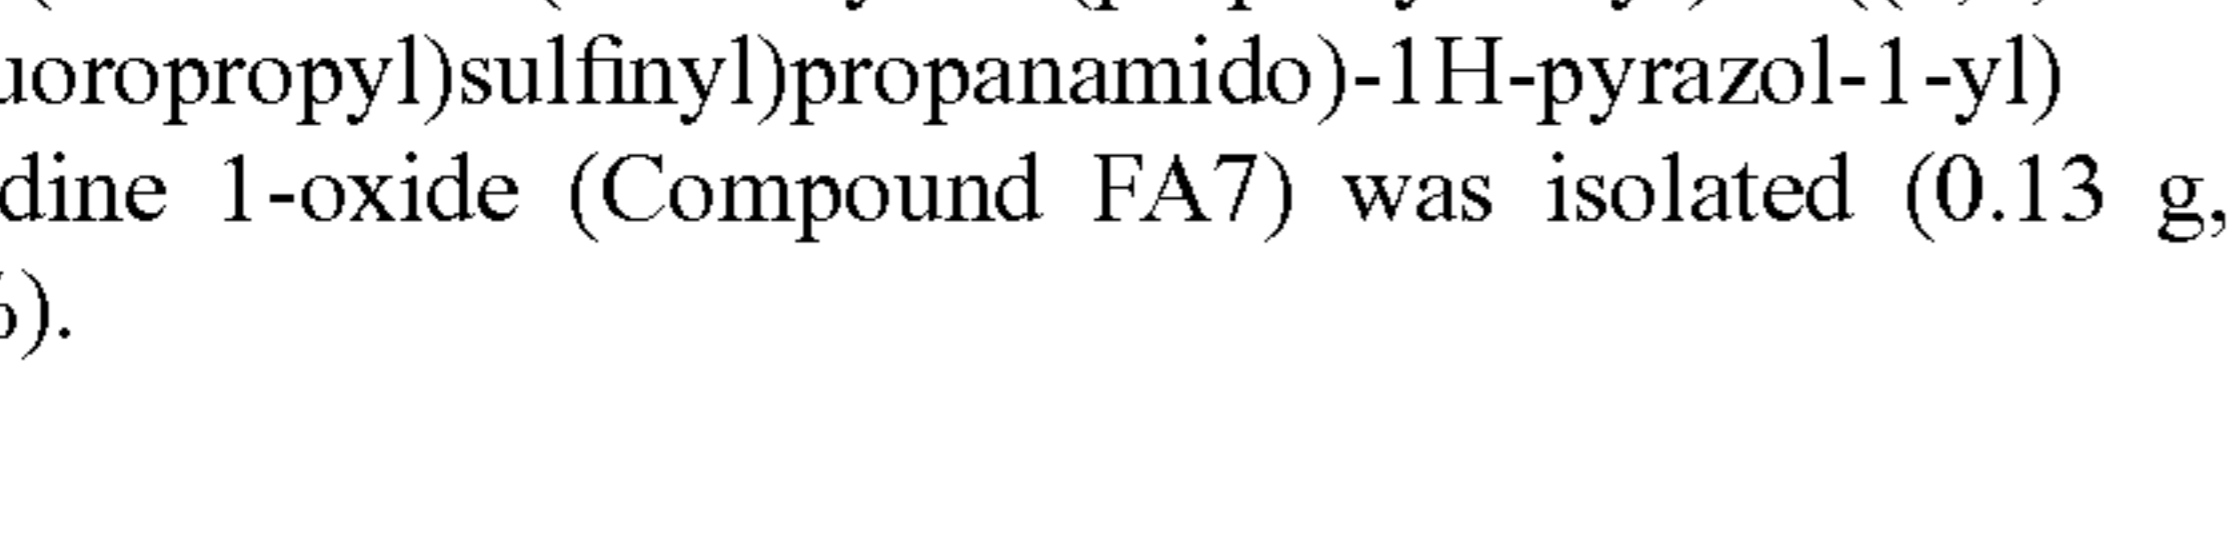 uoropropyl)sulfinyl)propanamido)-1H-pyrazol-1-yl)
dine 1-oxide (Compound FA7) was isolated (0.13 g,
%).